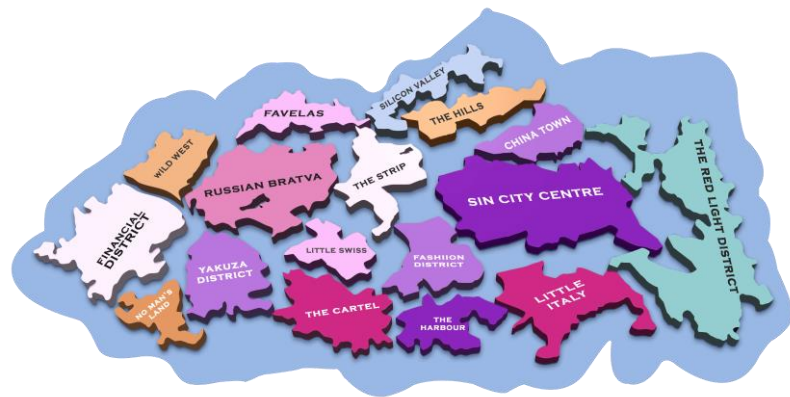 SILICON VALLEY
FAVELAS
THE HILLS
CHINA TOWN
WILD WEST
RUSSIAN BRATVA
THE STRIP
SIN CITY CENTRE
THE RED LIGHT DISTRICT
FINANCIAL
DISTRICT
LITTLE SWISS
YAKUZA
DISTRICT
FASHIION
DISTRICT
NO MAN'S
LAND
THE CARTEL
THE
HARBOUR
LITTLE
ITALY